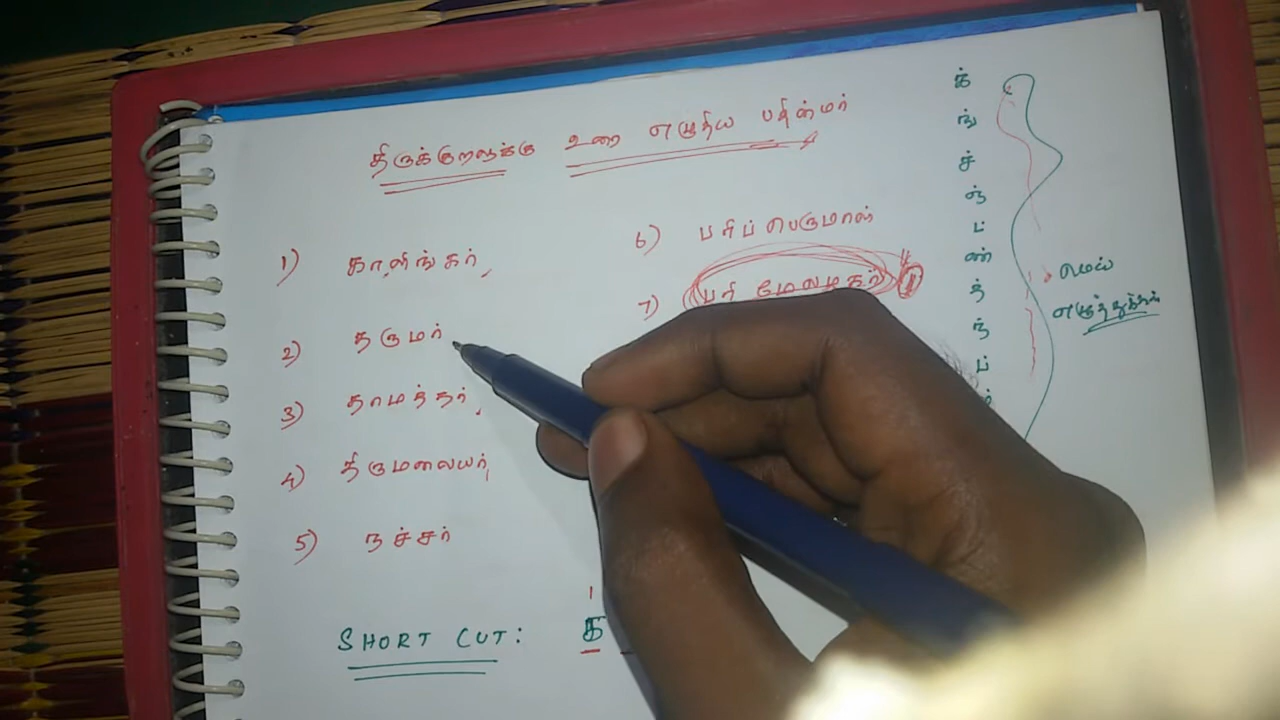 திருக்குறளுக்கு உரை எழுதிய பதின்மர்
1) காளிங்கர்
2) தருமர்
3) தாமத்தர்
4) திருமலையர்
5) நச்சர்
6) பரிப் பெருமாள்
7) பரி மேலழகர்
க்
ங்
ச்
ஞ்
ட்
ண்
த்
ந்
ப்
மெய்
எழுத்துக்கள்
SHORT CUT:
1
க